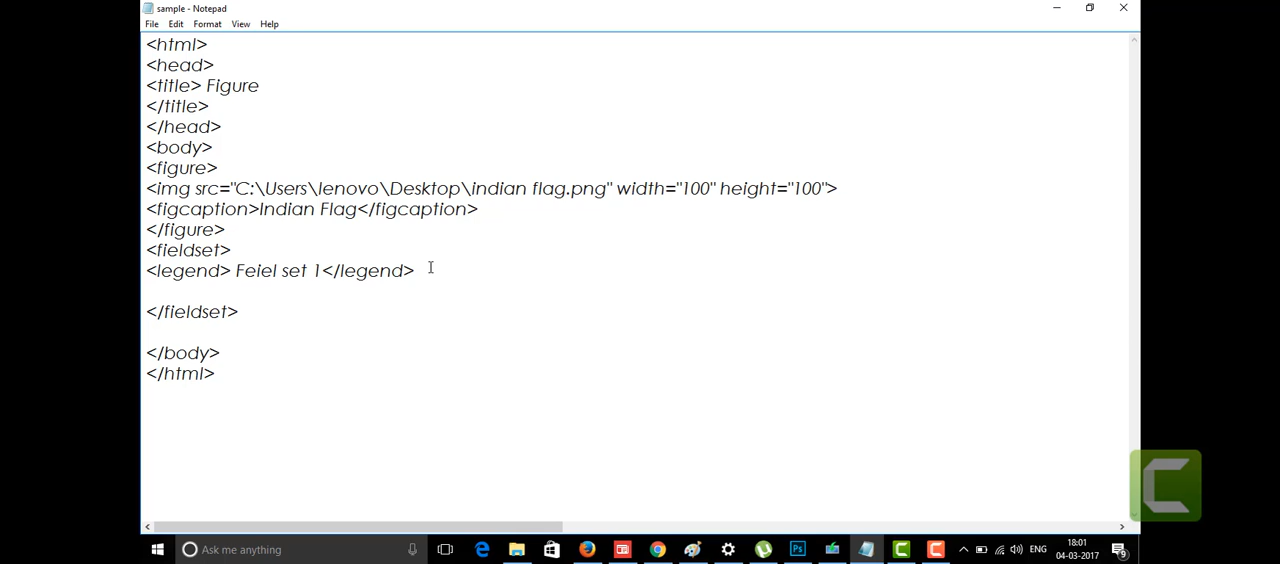 sample - Notepad
File Edit Format View Help
<html>
<head>
<title> Figure
</title>
</head>
<body>
<figure>
<img src="C:\Users\lenovo\Desktop\indian flag.png" width="100" height="100">
<figcaption>Indian Flag</figcaption>
</figure>
<fieldset>
<legend> Feiel set 1</legend>
</fieldset>
</body>
</html>
Ask me anything
ENG
18:01
04-03-2017
9